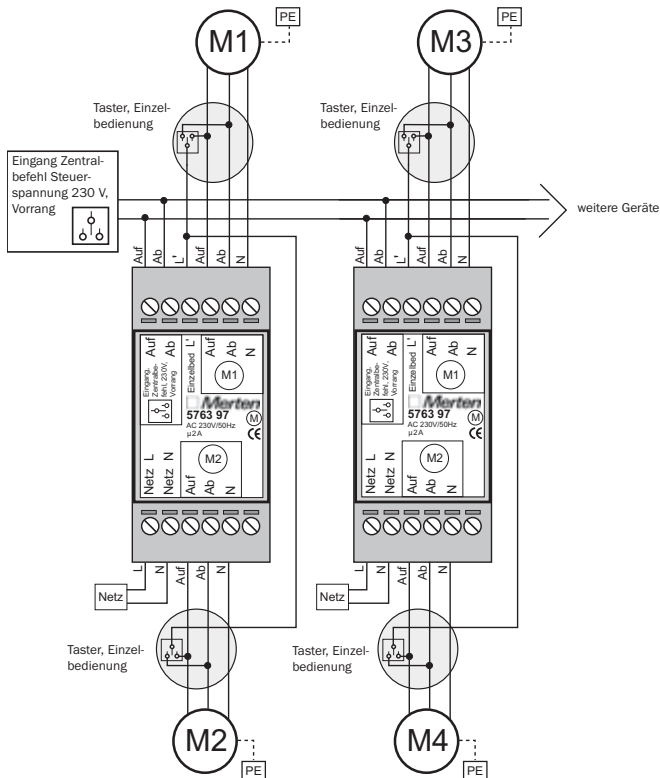 M1
PE
M3
PE
Taster, Einzel-
bedienung
Taster, Einzel-
bedienung
Eingang Zentral-
befehl Steuer-
spannung 230 V,
Vorrang
weitere Geräte
Auf
Ab
L'
Auf
Ab
N
Auf
Ab
L'
Auf
Ab
N
Eingang,
Zentralbe-
fehl, 230V,
Vorrang
Auf
Ab
Einzelbed L'
Auf
Ab
N
M1
Merten
5763 97
AC 230V/50Hz
µ2A
M
CE
M2
Netz L
Netz N
Auf
Ab
N
Eingang,
Zentralbe-
fehl, 230V,
Vorrang
Auf
Ab
Einzelbed L'
Auf
Ab
N
M1
Merten
5763 97
AC 230V/50Hz
µ2A
M
CE
M2
Netz L
Netz N
Auf
Ab
N
L
N
Auf
Ab
N
L
N
Auf
Ab
N
Netz
Netz
Taster, Einzel-
bedienung
Taster, Einzel-
bedienung
M2
PE
M4
PE